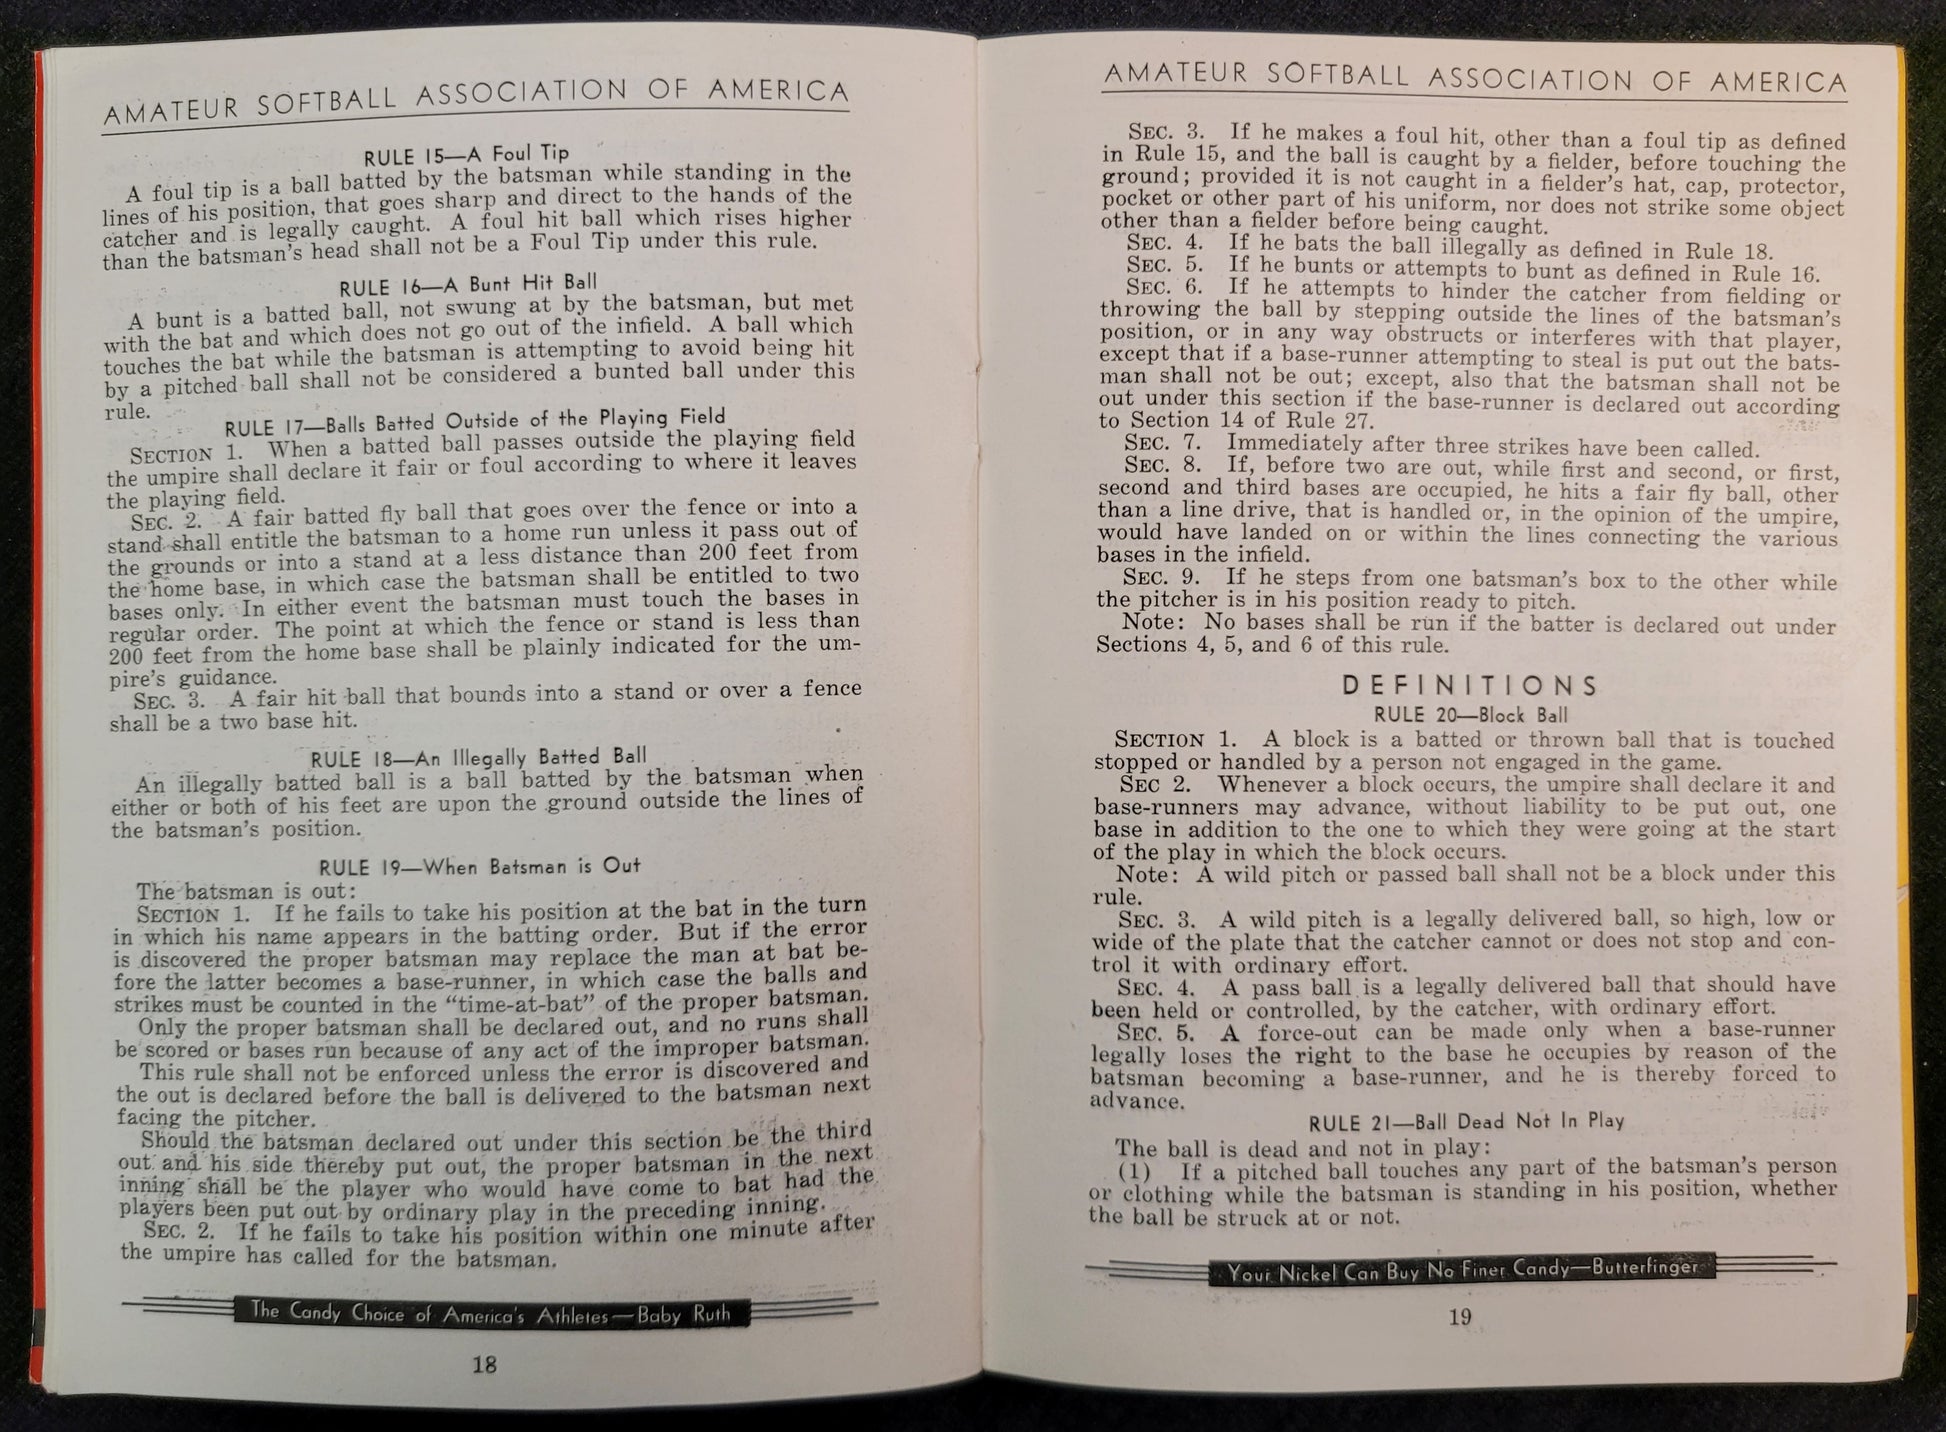 AMATEUR SOFTBALL ASSOCIATION OF AMERICA
RULE 15—A Foul Tip
A foul tip is a ball batted by the batsman while standing in the
lines of his position, that goes sharp and direct to the hands of the
catcher and is legally caught. A foul hit ball which rises higher
than the batsman's head shall not be a Foul Tip under this rule.
RULE 16—A Bunt Hit Ball
A bunt is a batted ball, not swung at by the batsman, but met
with the bat and which does not go out of the infield. A ball which
touches the bat while the batsman is attempting to avoid being hit
by a pitched ball shall not be considered a bunted ball under this
rule.
RULE 17—Balls Batted Outside of the Playing Field
SECTION 1. When a batted ball passes outside the playing field
the umpire shall declare it fair or foul according to where it leaves
the playing field.
SEC. 2. A fair batted fly ball that goes over the fence or into a
stand shall entitle the batsman to a home run unless it pass out of
the grounds or into a stand at a less distance than 200 feet from
the home base, in which case the batsman shall be entitled to two
bases only. In either event the batsman must touch the bases in
regular order. The point at which the fence or stand is less than
200 feet from the home base shall be plainly indicated for the um-
pire's guidance.
SEC. 3. A fair hit ball that bounds into a stand or over a fence
shall be a two base hit.
RULE 18—An Illegally Batted Ball
An illegally batted ball is a ball batted by the batsman when
either or both of his feet are upon the ground outside the lines of
the batsman's position.
RULE 19—When Batsman is Out
The batsman is out:
SECTION 1. If he fails to take his position at the bat in the turn
in which his name appears in the batting order. But if the error
is discovered the proper batsman may replace the man at bat be-
fore the latter becomes a base-runner, in which case the balls and
strikes must be counted in the "time-at-bat" of the proper batsman.
Only the proper batsman shall be declared out, and no runs shall
be scored or bases run because of any act of the improper batsman.
This rule shall not be enforced unless the error is discovered and
the out is declared before the ball is delivered to the batsman next
facing the pitcher.
Should the batsman declared out under this section be the third
out and his side thereby put out, the proper batsman in the next
inning shall be the player who would have come to bat had the
players been put out by ordinary play in the preceding inning.
SEC. 2. If he fails to take his position within one minute after
the umpire has called for the batsman.
The Candy Choice of America's Athletes—Baby Ruth
18
AMATEUR SOFTBALL ASSOCIATION OF AMERICA
SEC. 3. If he makes a foul hit, other than a foul tip as defined
in Rule 15, and the ball is caught by a fielder, before touching the
ground; provided it is not caught in a fielder's hat, cap, protector,
pocket or other part of his uniform, nor does not strike some object
other than a fielder before being caught.
SEC. 4. If he bats the ball illegally as defined in Rule 18.
SEC. 5. If he bunts or attempts to bunt as defined in Rule 16.
SEC. 6. If he attempts to hinder the catcher from fielding or
throwing the ball by stepping outside the lines of the batsman's
position, or in any way obstructs or interferes with that player,
except that if a base-runner attempting to steal is put out the bats-
man shall not be out; except, also that the batsman shall not be
out under this section if the base-runner is declared out according
to Section 14 of Rule 27.
SEC. 7. Immediately after three strikes have been called.
SEC. 8. If, before two are out, while first and second, or first,
second and third bases are occupied, he hits a fair fly ball, other
than a line drive, that is handled or, in the opinion of the umpire,
would have landed on or within the lines connecting the various
bases in the infield.
SEC. 9. If he steps from one batsman's box to the other while
the pitcher is in his position ready to pitch.
Note: No bases shall be run if the batter is declared out under
Sections 4, 5, and 6 of this rule.
DEFINITIONS
RULE 20—Block Ball
SECTION 1. A block is a batted or thrown ball that is touched
stopped or handled by a person not engaged in the game.
SEC 2. Whenever a block occurs, the umpire shall declare it and
base-runners may advance, without liability to be put out, one
base in addition to the one to which they were going at the start
of the play in which the block occurs.
Note: A wild pitch or passed ball shall not be a block under this
rule.
SEC. 3. A wild pitch is a legally delivered ball, so high, low or
wide of the plate that the catcher cannot or does not stop and con-
trol it with ordinary effort.
SEC. 4. A pass ball is a legally delivered ball that should have
been held or controlled, by the catcher, with ordinary effort.
SEC. 5. A force-out can be made only when a base-runner
legally loses the right to the base he occupies by reason of the
batsman becoming a base-runner, and he is thereby forced to
advance.
RULE 21—Ball Dead Not In Play
The ball is dead and not in play:
(1) If a pitched ball touches any part of the batsman's person
or clothing while the batsman is standing in his position, whether
the ball be struck at or not.
Your Nickel Can Buy No Finer Candy—Butterfinger
19